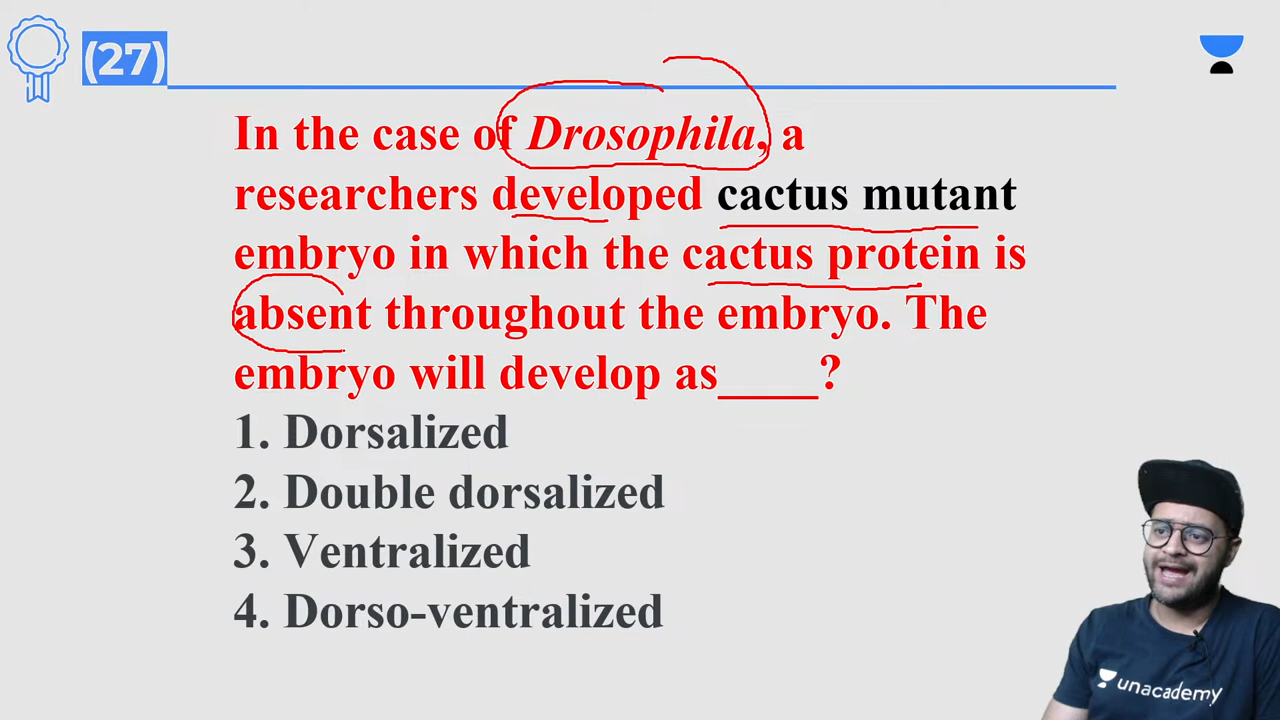 (27)
In the case of Drosophila, a
researchers developed cactus mutant
embryo in which the cactus protein is
absent throughout the embryo. The
embryo will develop as____?
1. Dorsalized
2. Double dorsalized
3. Ventralized
4. Dorso-ventralized
unacademy